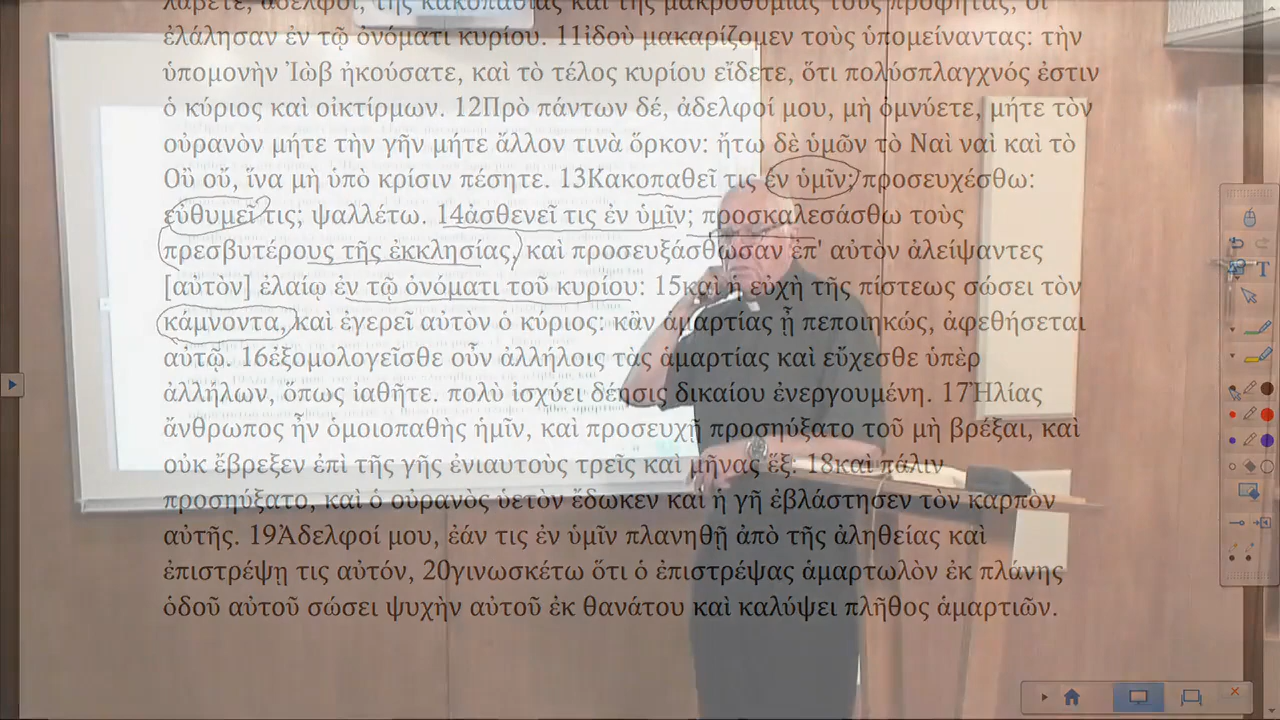 λάβετε, ἀδελφοί, τῆς κακοπαθίας καὶ τῆς μακροθυμίας τοὺς προφήτας, οἳ
ἐλάλησαν ἐν τῷ ὀνόματι κυρίου. 11ἰδοὺ μακαρίζομεν τοὺς ὑπομείναντας: τὴν
ὑπομονὴν Ἰὼβ ἠκούσατε, καὶ τὸ τέλος κυρίου εἴδετε, ὅτι πολύσπλαγχνός ἐστιν
ὁ κύριος καὶ οἰκτίρμων. 12Πρὸ πάντων δέ, ἀδελφοί μου, μὴ ὀμνύετε, μήτε τὸν
οὐρανὸν μήτε τὴν γῆν μήτε ἄλλον τινὰ ὅρκον: ἤτω δὲ ὑμῶν τὸ Ναὶ ναὶ καὶ τὸ
Οὒ οὔ, ἵνα μὴ ὑπὸ κρίσιν πέσητε. 13Κακοπαθεῖ τις ἐν ὑμῖν; προσευχέσθω:
εὐθυμεῖ τις; ψαλλέτω. 14ἀσθενεῖ τις ἐν ὑμῖν; προσκαλεσάσθω τοὺς
πρεσβυτέρους τῆς ἐκκλησίας, καὶ προσευξάσθωσαν ἐπ' αὐτὸν ἀλείψαντες
[αὐτὸν] ἐλαίῳ ἐν τῷ ὀνόματι τοῦ κυρίου: 15καὶ ἡ εὐχὴ τῆς πίστεως σώσει τὸν
κάμνοντα, καὶ ἐγερεῖ αὐτὸν ὁ κύριος: κἂν ἁμαρτίας ᾖ πεποιηκώς, ἀφεθήσεται
αὐτῷ. 16ἐξομολογεῖσθε οὖν ἀλλήλοις τὰς ἁμαρτίας καὶ εὔχεσθε ὑπὲρ
ἀλλήλων, ὅπως ἰαθῆτε. πολὺ ἰσχύει δέησις δικαίου ἐνεργουμένη. 17Ἠλίας
ἄνθρωπος ἦν ὁμοιοπαθὴς ἡμῖν, καὶ προσευχῇ προσηύξατο τοῦ μὴ βρέξαι, καὶ
οὐκ ἔβρεξεν ἐπὶ τῆς γῆς ἐνιαυτοὺς τρεῖς καὶ μῆνας ἕξ: 18καὶ πάλιν
προσηύξατο, καὶ ὁ οὐρανὸς ὑετὸν ἔδωκεν καὶ ἡ γῆ ἐβλάστησεν τὸν καρπὸν
αὐτῆς. 19Ἀδελφοί μου, ἐάν τις ἐν ὑμῖν πλανηθῇ ἀπὸ τῆς ἀληθείας καὶ
ἐπιστρέψῃ τις αὐτόν, 20γινωσκέτω ὅτι ὁ ἐπιστρέψας ἁμαρτωλὸν ἐκ πλάνης
ὁδοῦ αὐτοῦ σώσει ψυχὴν αὐτοῦ ἐκ θανάτου καὶ καλύψει πλῆθος ἁμαρτιῶν.